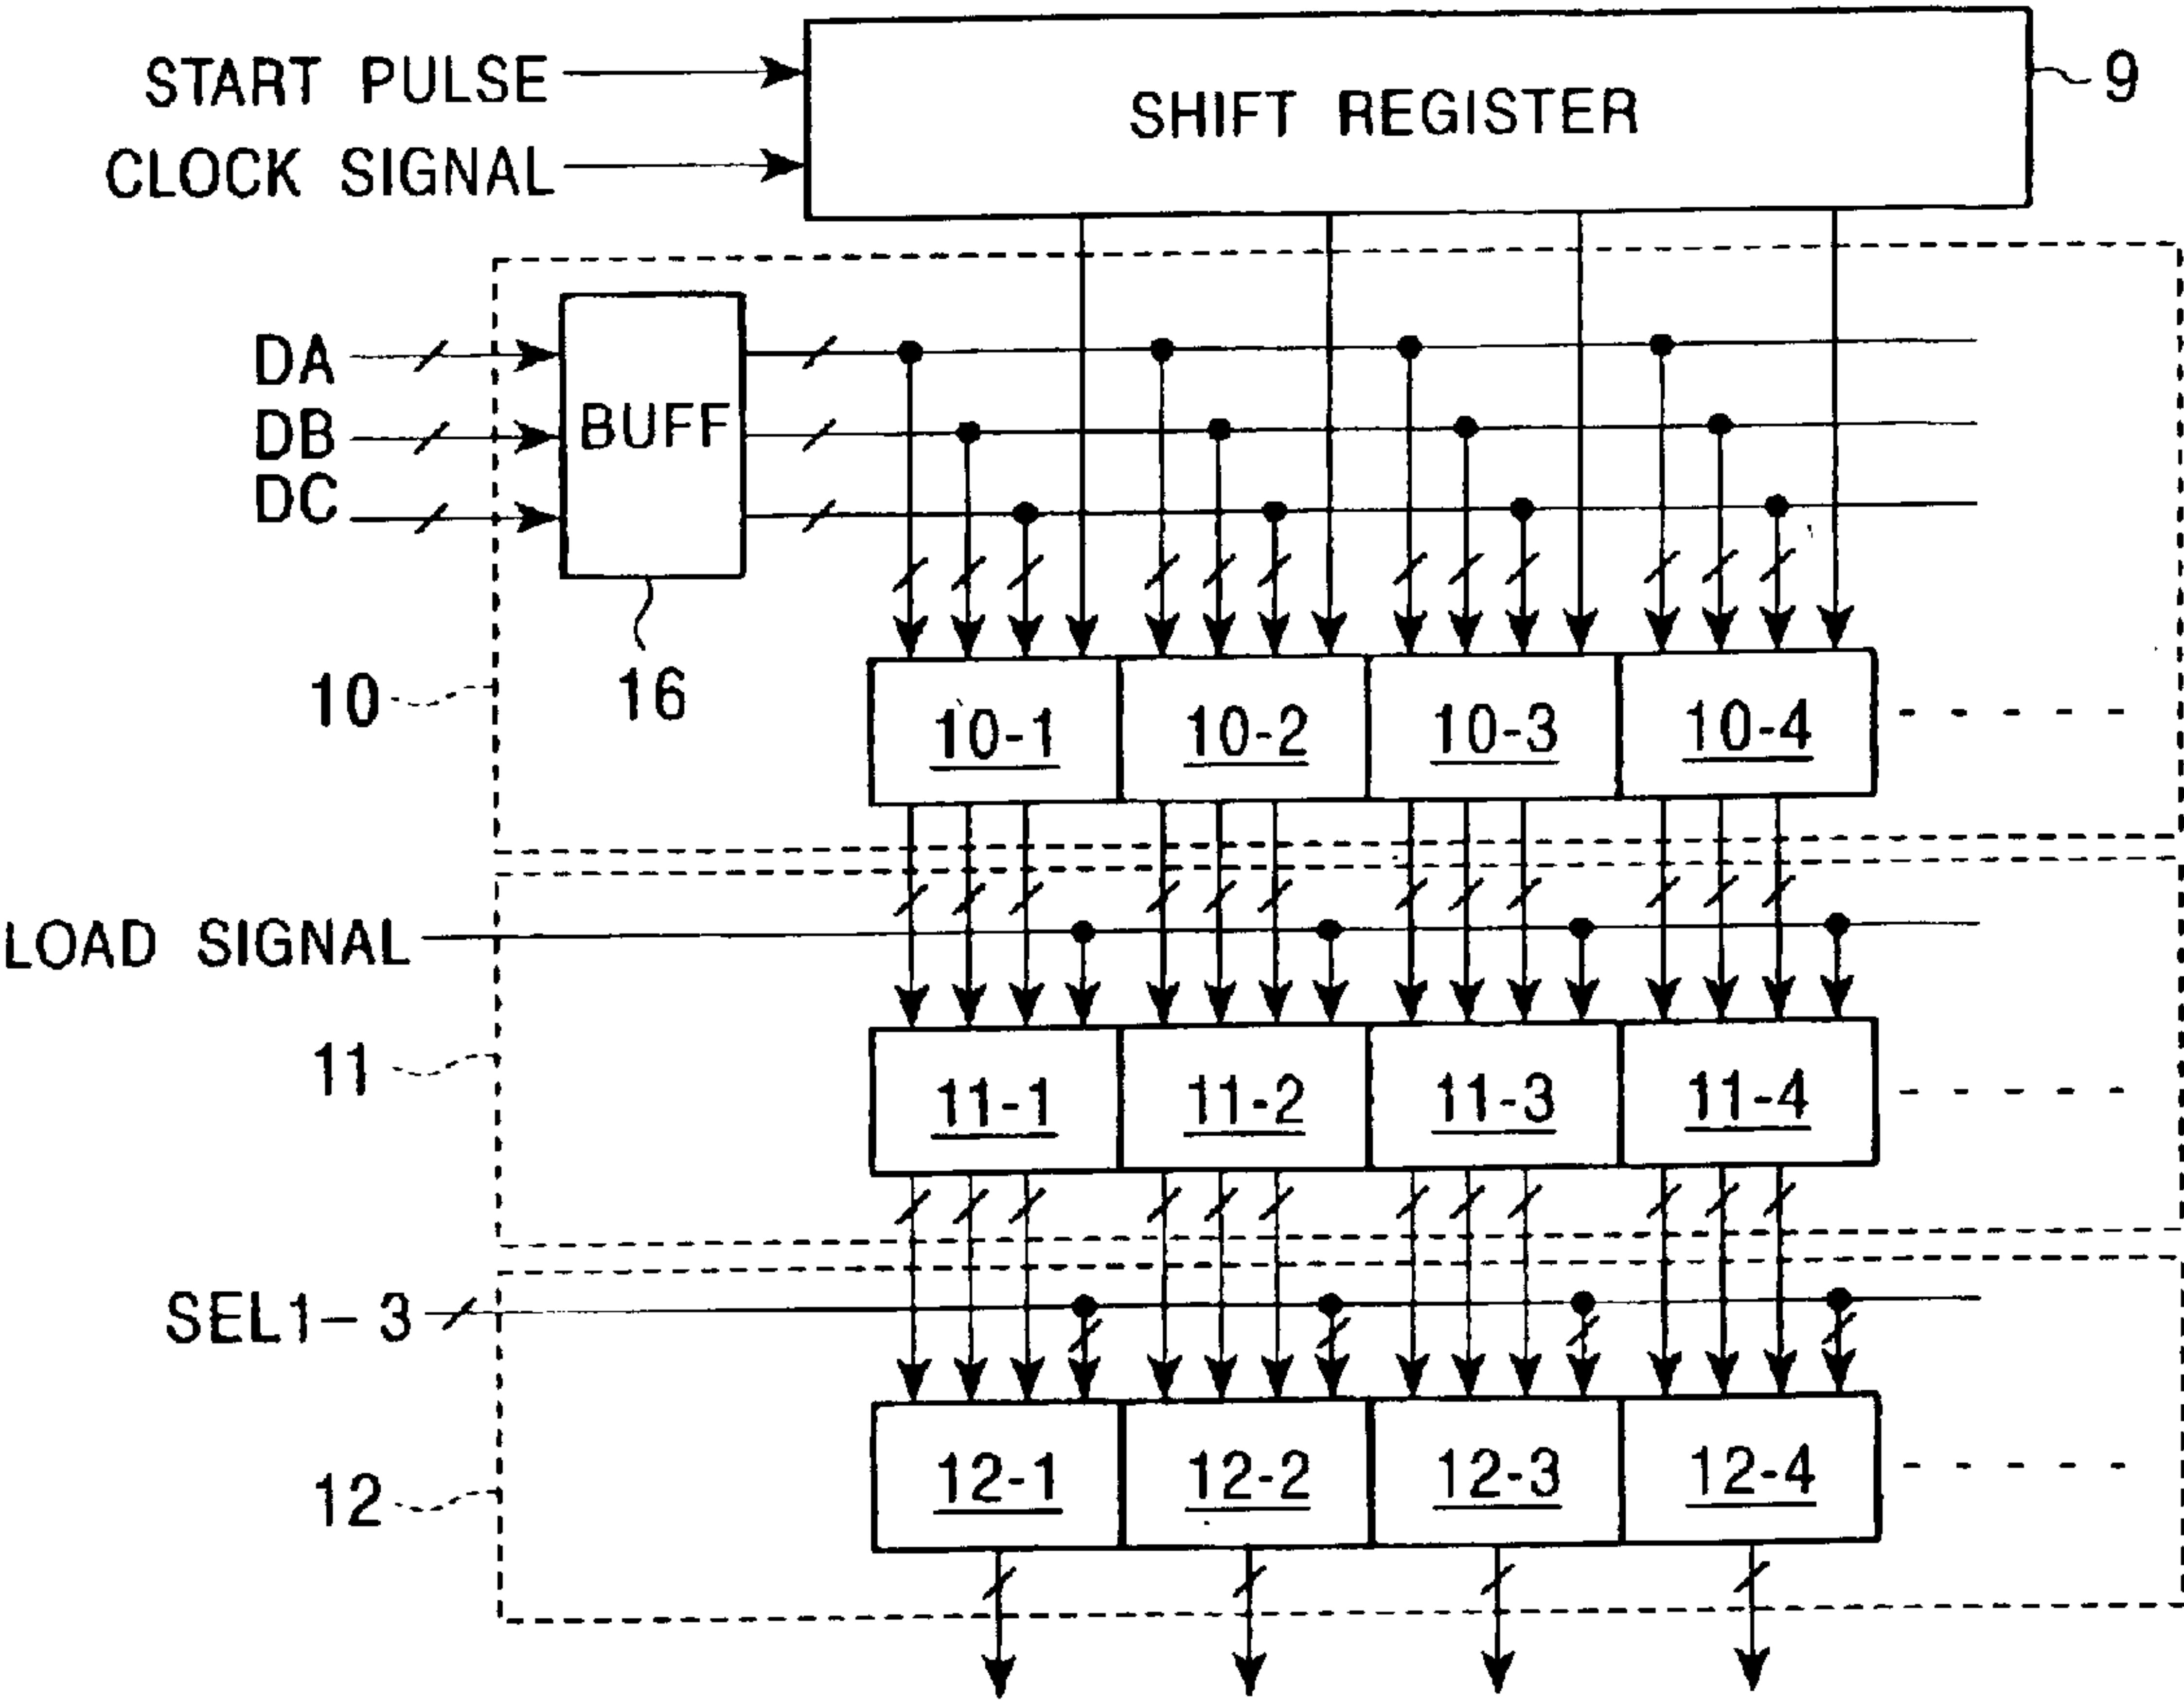 START PULSE
CLOCK SIGNAL
SHIFT REGISTER
9
DA
DB
DC
BUFF
16
10
10-1 10-2 10-3 10-4
LOAD SIGNAL
11
11-1 11-2 11-3 11-4
SEL1-3
12
12-1 12-2 12-3 12-4